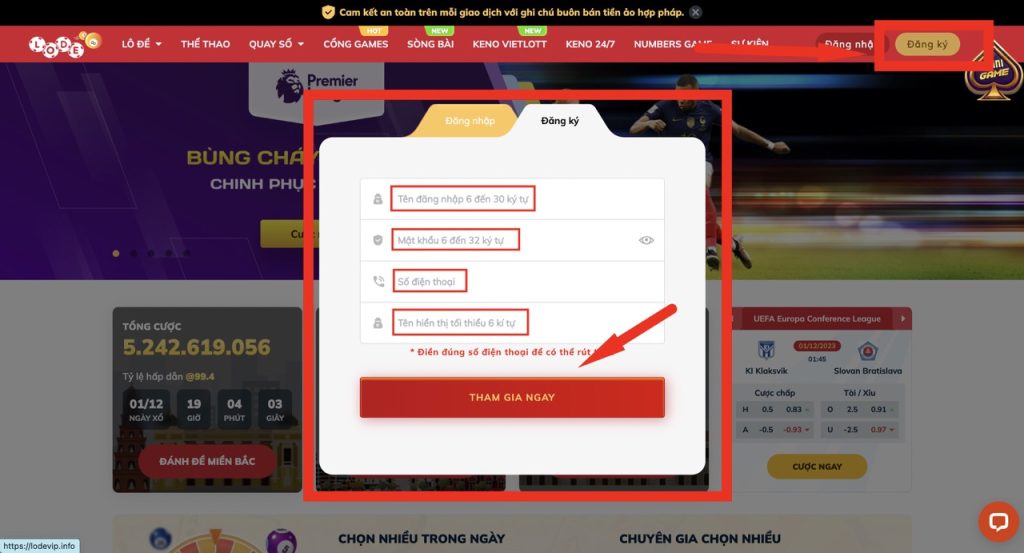 Cam kết an toàn trên mỗi giao dịch với ghi chú buôn bán tiền ảo hợp pháp.
HOT NEW NEW
LODE LÔ ĐỀ THỂ THAO QUAY SỐ CỔNG GAMES SÒNG BÀI KENO VIETLOTT KENO 24/7 NUMBERS GAME SỰ KIỆN Đăng nhậ Đăng ký
GAME
Premier
BÙNG CHÁY
CHINH PHỤC
Cược
Đăng nhập Đăng ký
Tên đăng nhập 6 đến 30 ký tự
Mật khẩu 6 đến 32 ký tự
Số điện thoại
Tên hiển thị tối thiểu 6 kí tự
* Điền đúng số điện thoại để có thể rút
THAM GIA NGAY
TỔNG CƯỢC
5.242.619.056
Tỷ lệ hấp dẫn @99.4
01/12 19 04 03
NGÀY XỔ GIỜ PHÚT GIÂY
ĐÁNH ĐỀ MIỀN BẮC
UEFA Europa Conference League
01/12/2023
01:45
KI Klaksvik Slovan Bratislava
Cược chấp Tài / Xỉu
H 0.5 0.83 O 2.5 0.91
A -0.5 -0.93 U -2.5 0.97
CƯỢC NGAY
CHỌN NHIỀU TRONG NGÀY CHUYÊN GIA CHỌN NHIỀU
https://lodevip.info